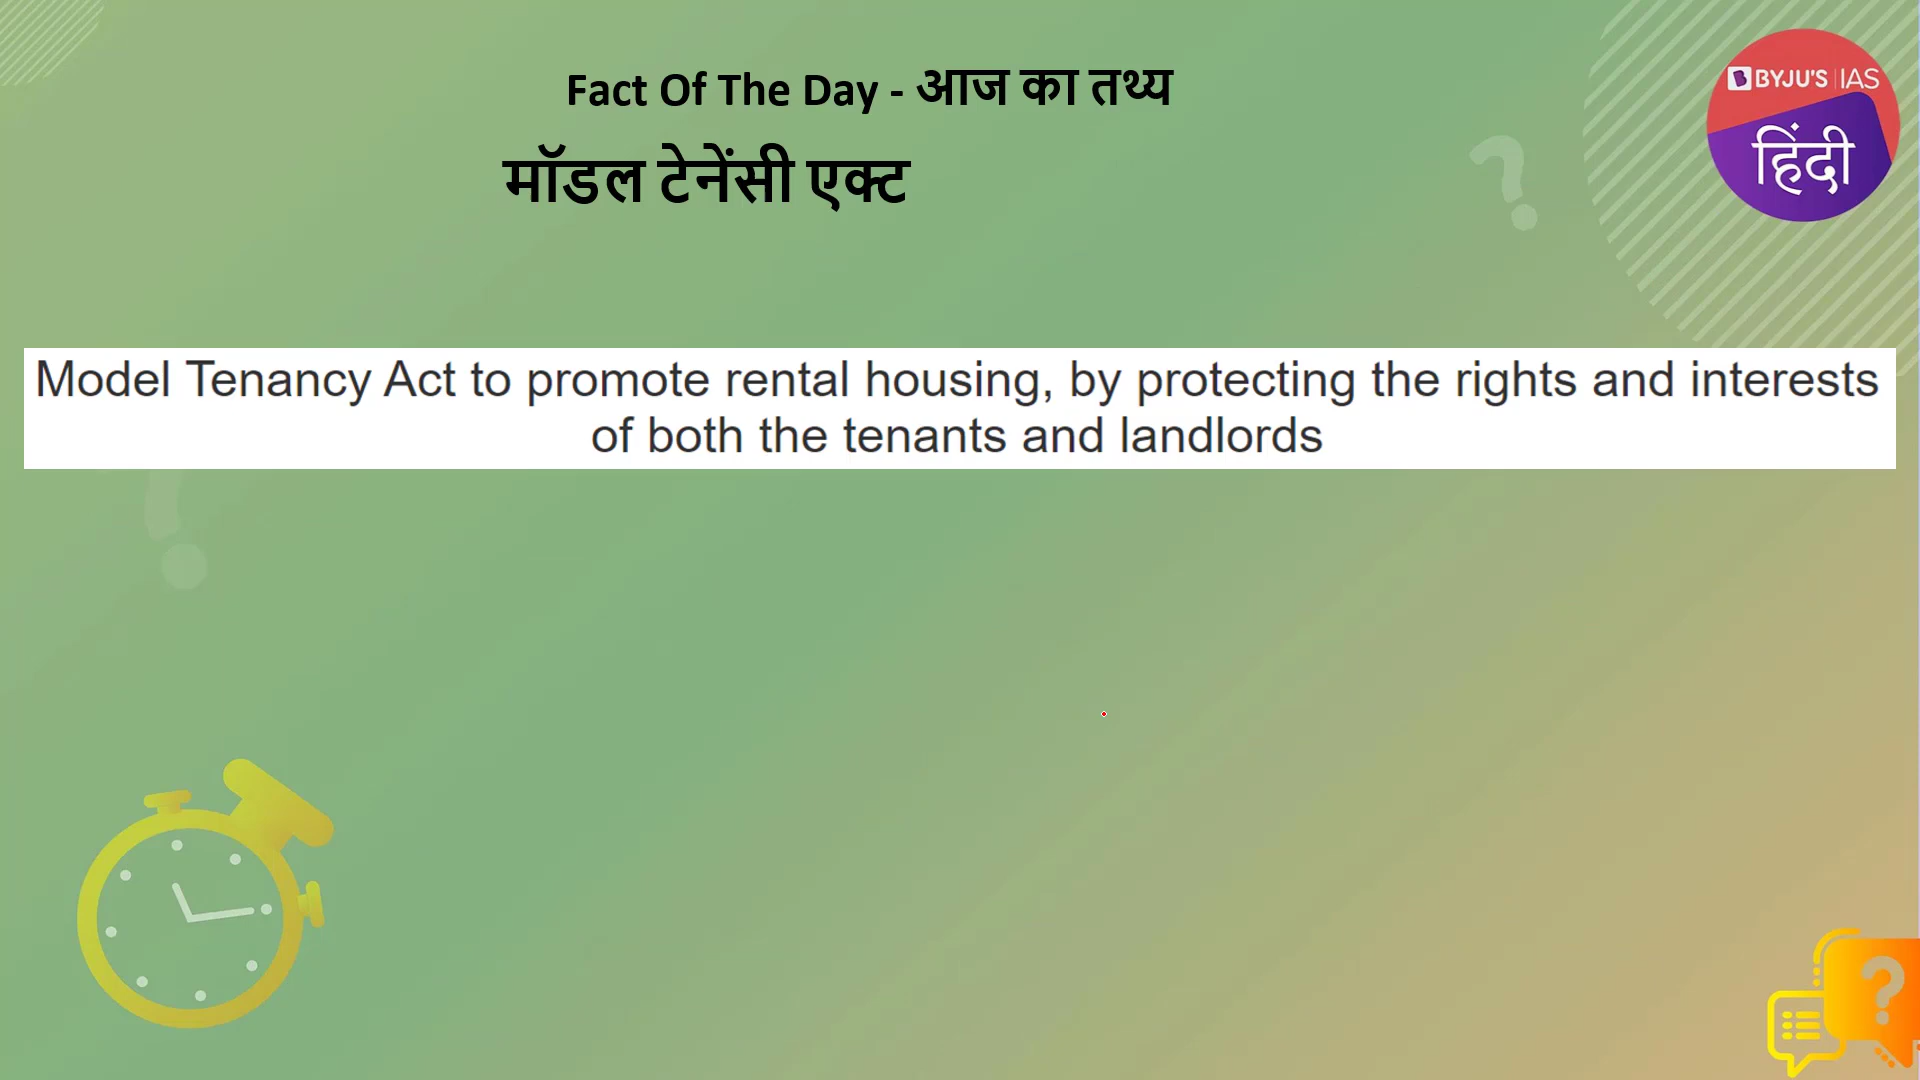 Fact Of The Day - आज का तथ्य
मॉडल टेनेंसी एक्ट
BYJU'S IAS
हिंदी
Model Tenancy Act to promote rental housing, by protecting the rights and interests
of both the tenants and landlords